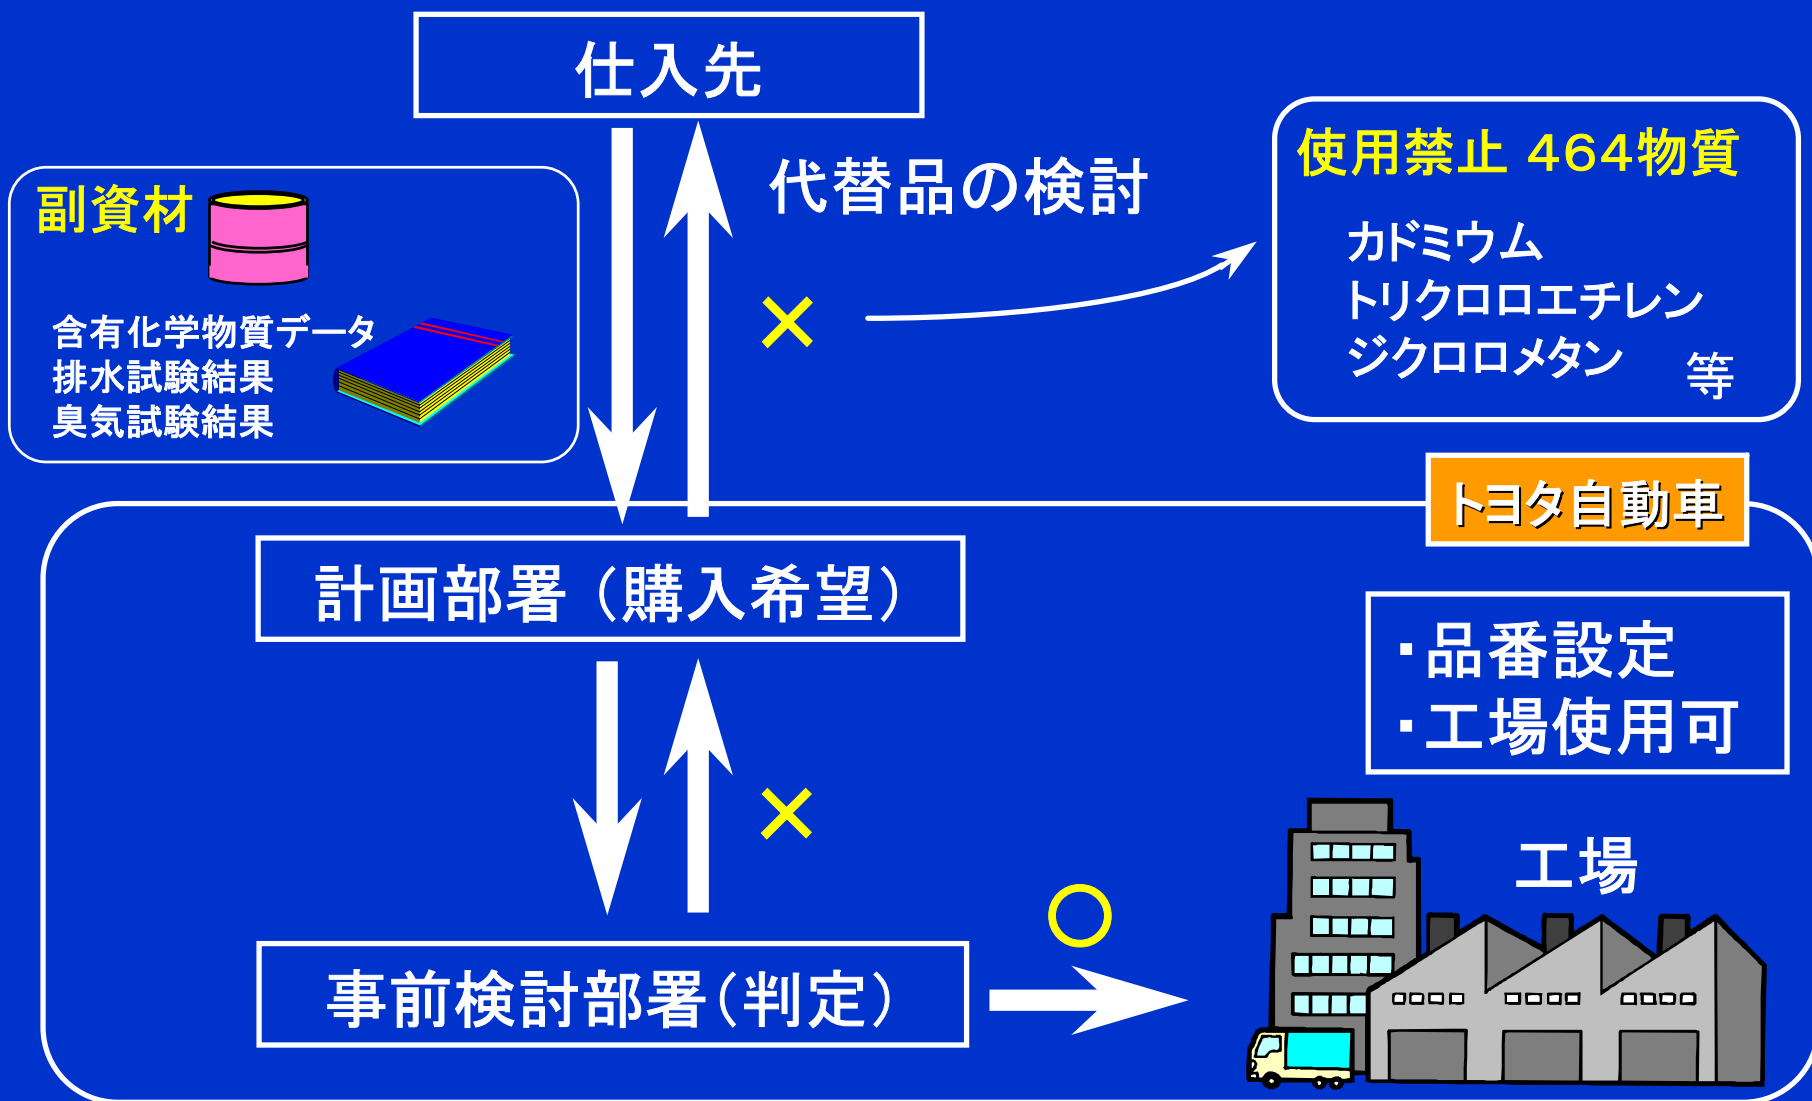 仕入先
副資材
含有化学物質データ
排水試験結果
臭気試験結果
代替品の検討
×
使用禁止 464物質
カドミウム
トリクロロエチレン
ジクロロメタン 等
トヨタ自動車
計画部署（購入希望）
・品番設定
・工場使用可
×
工場
○
事前検討部署（判定）